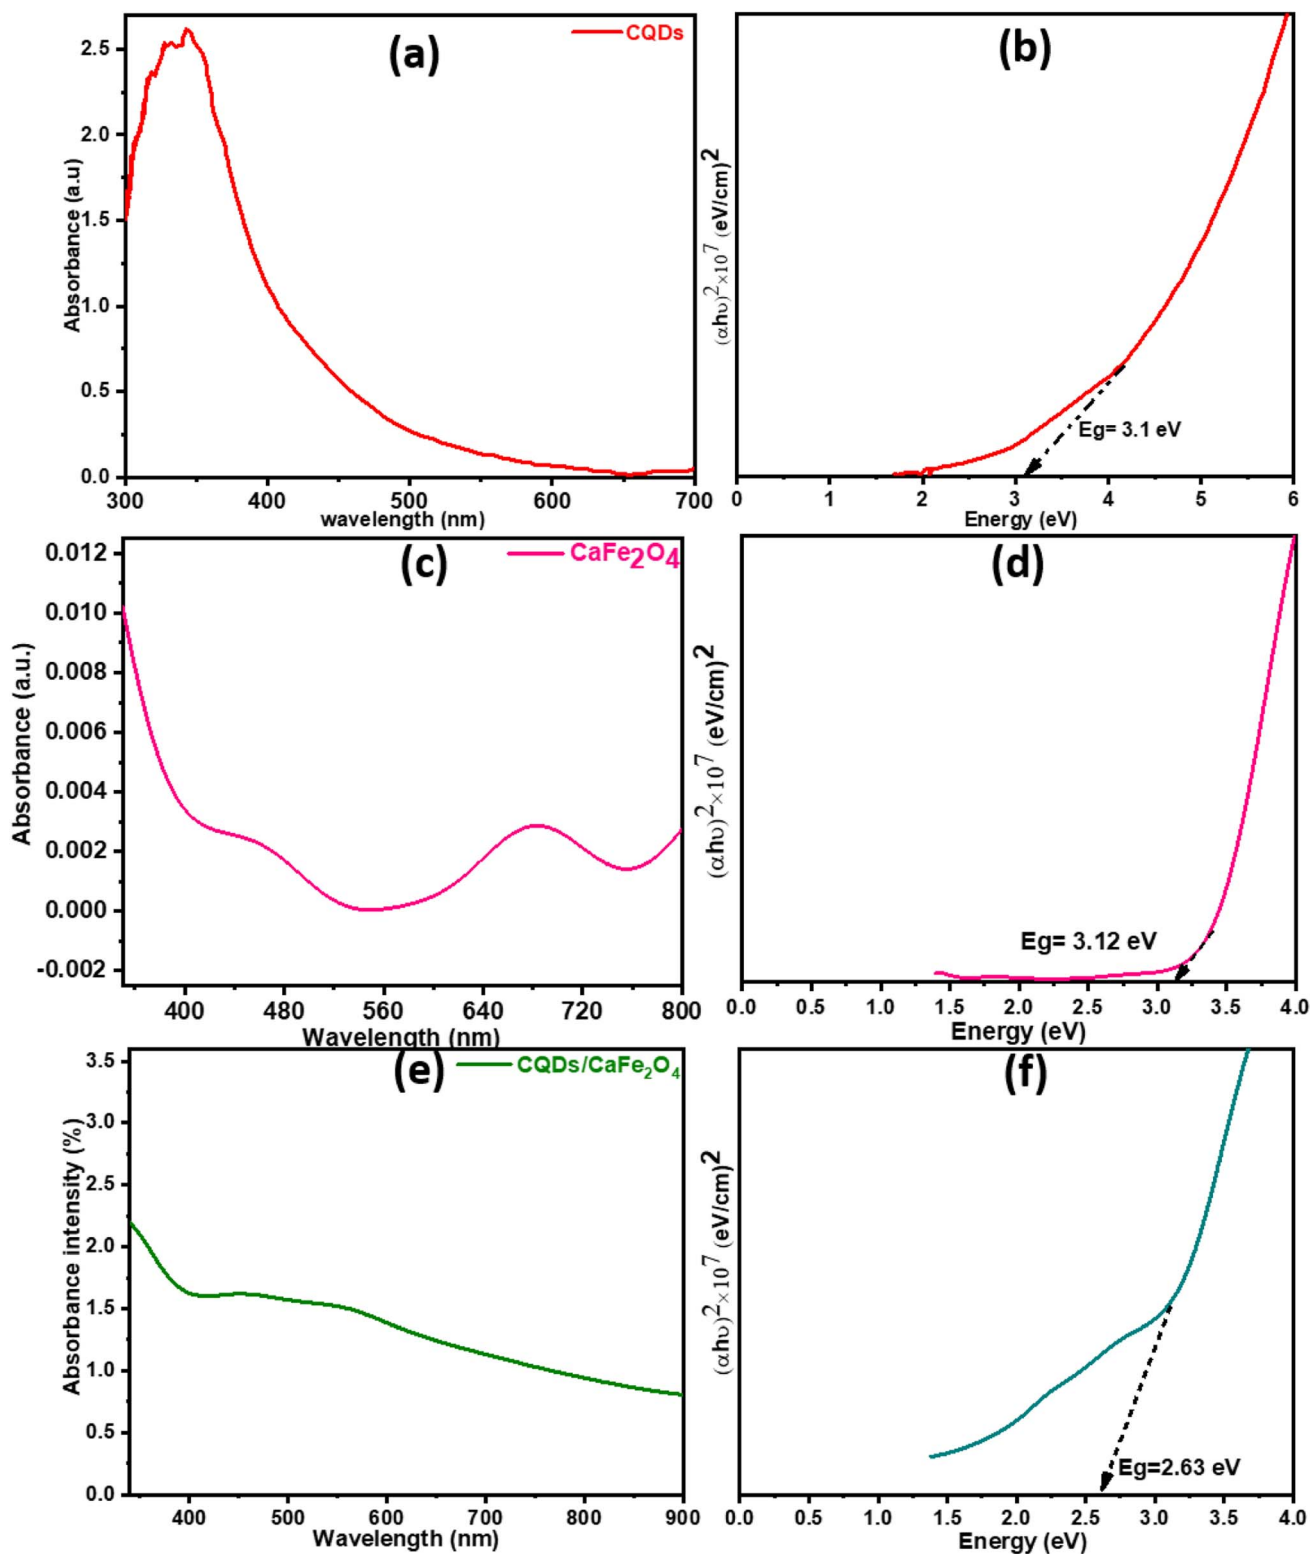 (a)
CQDs
2.5
2.0
1.5
1.0
0.5
0.0
Absorbance (a.u)
300 400 500 600 700
wavelength (nm)
(b)
(αhυ)²×10⁷ (eV/cm)²
Eg= 3.1 eV
0 1 2 3 4 5 6
Energy (eV)
(c)
CaFe2O4
0.012
0.010
0.008
0.006
0.004
0.002
0.000
-0.002
Absorbance (a.u.)
400 480 560 640 720 800
Wavelength (nm)
(d)
(αhυ)²×10⁷ (eV/cm)²
Eg= 3.12 eV
0.0 0.5 1.0 1.5 2.0 2.5 3.0 3.5 4.0
Energy (eV)
(e)
CQDs/CaFe₂O₄
3.5
3.0
2.5
2.0
1.5
1.0
0.5
0.0
Absorbance intensity (%)
400 500 600 700 800 900
Wavelength (nm)
(f)
(αhυ)²×10⁷ (eV/cm)²
Eg=2.63 eV
0.0 0.5 1.0 1.5 2.0 2.5 3.0 3.5 4.0
Energy (eV)